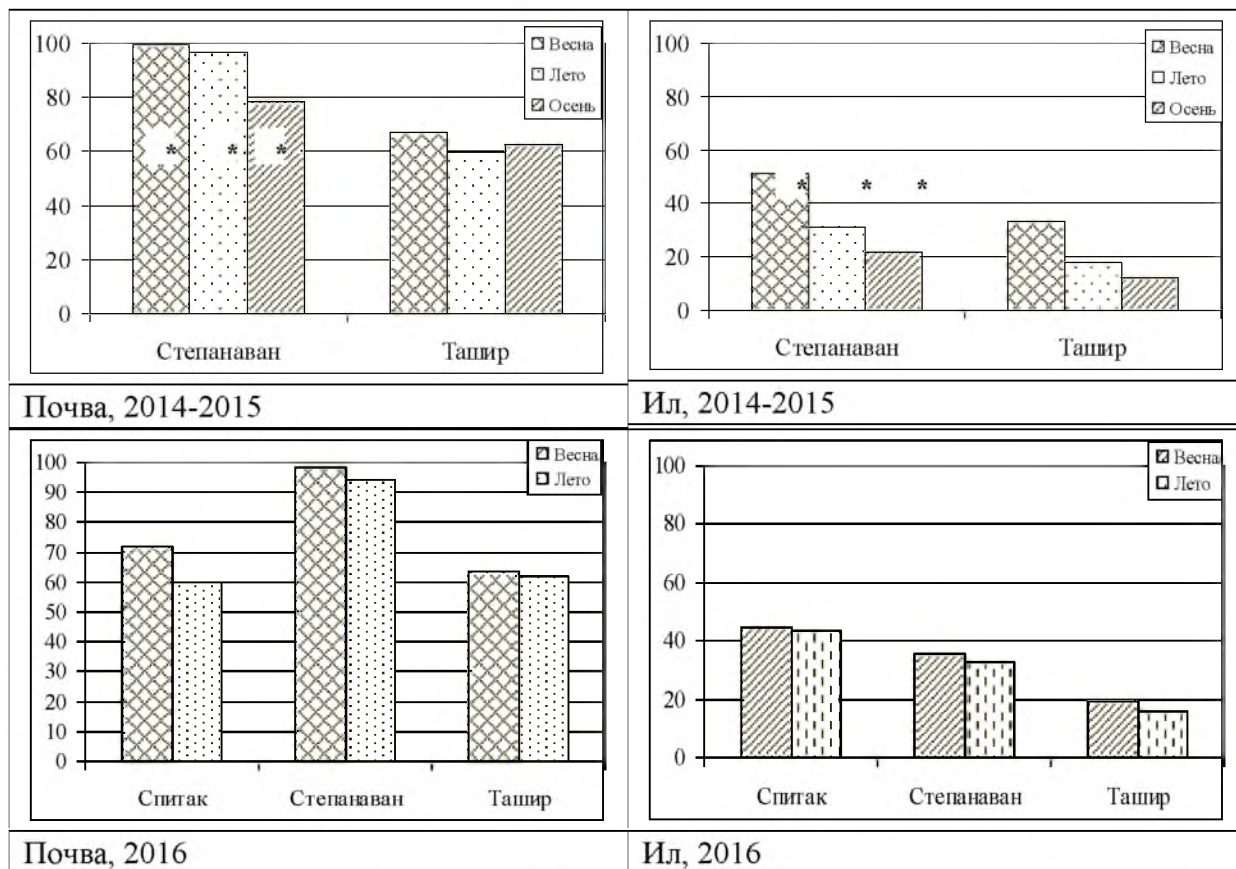 100
80
60
40
20
0
* * *
Весна
Лето
Осень
Степанаван Ташир
Почва, 2014-2015
100
80
60
40
20
0
* * *
Весна
Лето
Осень
Степанаван Ташир
Ил, 2014-2015
100
90
80
70
60
50
40
30
20
10
0
Весна
Лето
Спитак Степанаван Ташир
Почва, 2016
100
80
60
40
20
0
Весна
Лето
Спитак Степанаван Ташир
Ил, 2016